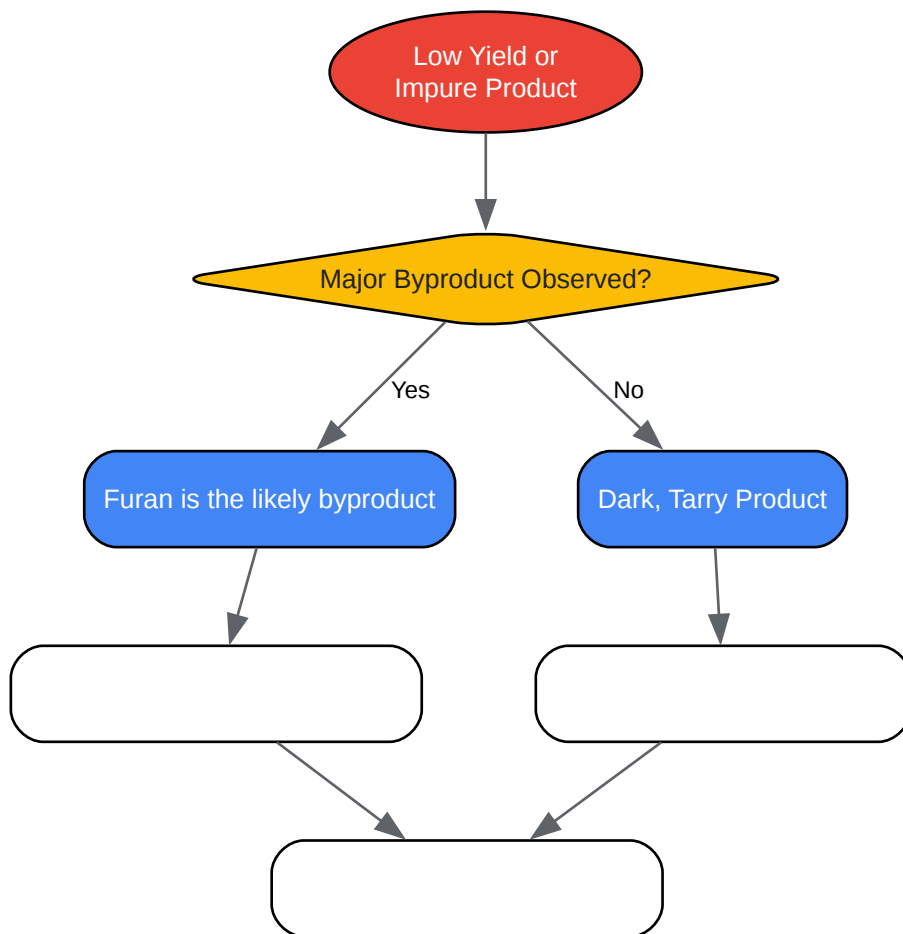 Low Yield or
Impure Product
Major Byproduct Observed?
Yes
No
Furan is the likely byproduct
Dark, Tarry Product